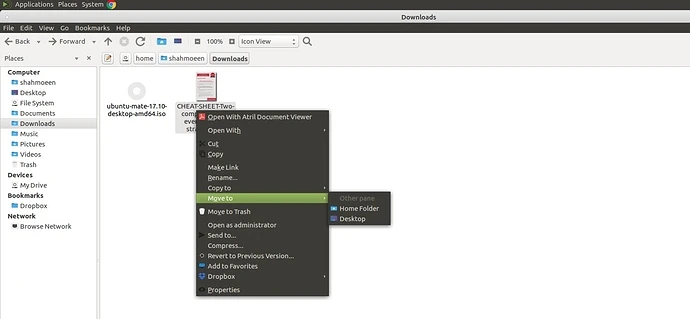 Applications Places System
Downloads
File Edit View Go Bookmarks Help
Back Forward 100% Icon View
Places home shahmoeen Downloads
Computer
shahmoeen
Desktop
File System
Documents
Downloads
Music
Pictures
Videos
Trash
Devices
My Drive
Bookmarks
Dropbox
Network
Browse Network
ubuntu-mate-17.10-
desktop-amd64.iso
CHEAT-SHEET-Two-
comp
ever
stra
Open With Atril Document Viewer
Open With
Cut
Copy
Make Link
Rename...
Copy to
Move to
Move to Trash
Open as administrator
Send to...
Compress...
Revert to Previous Version...
Add to Favorites
Dropbox
Properties
Other pane
Home Folder
Desktop